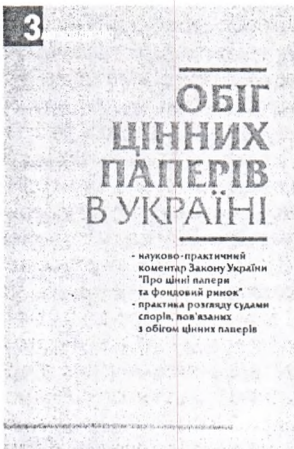 3
ОБІГ
ЦІННИХ
ПАПЕРІВ
В УКРАЇНІ
• науково-практичний
коментар Закону України
"Про цінні папери
та фондовий ринок"
• практика розгляду судами
спорів, пов'язаних
з обігом цінних паперів